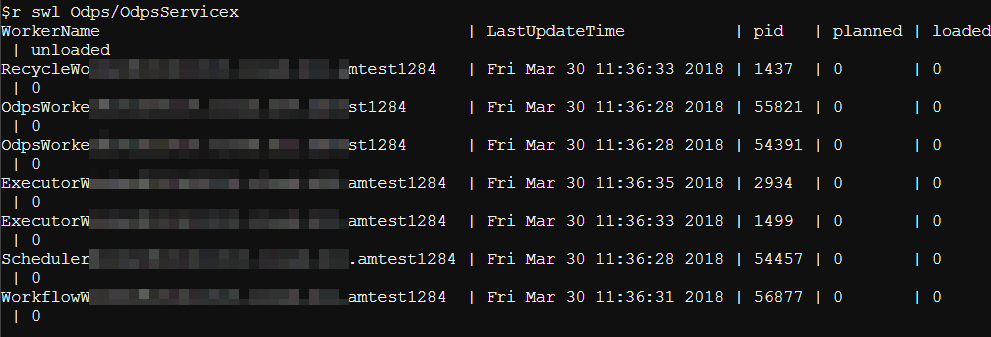 $r swl Odps/OdpsServicex
WorkerName | LastUpdateTime | pid | planned | loaded
| unloaded
RecycleWo mtest1284 | Fri Mar 30 11:36:33 2018 | 1437 | 0 | 0
| 0
OdpsWorke st1284 | Fri Mar 30 11:36:28 2018 | 55821 | 0 | 0
| 0
OdpsWorke st1284 | Fri Mar 30 11:36:28 2018 | 54391 | 0 | 0
| 0
ExecutorW amtest1284 | Fri Mar 30 11:36:35 2018 | 2934 | 0 | 0
| 0
ExecutorW amtest1284 | Fri Mar 30 11:36:33 2018 | 1499 | 0 | 0
| 0
Scheduler .amtest1284 | Fri Mar 30 11:36:28 2018 | 54457 | 0 | 0
| 0
WorkflowW amtest1284 | Fri Mar 30 11:36:31 2018 | 56877 | 0 | 0
| 0